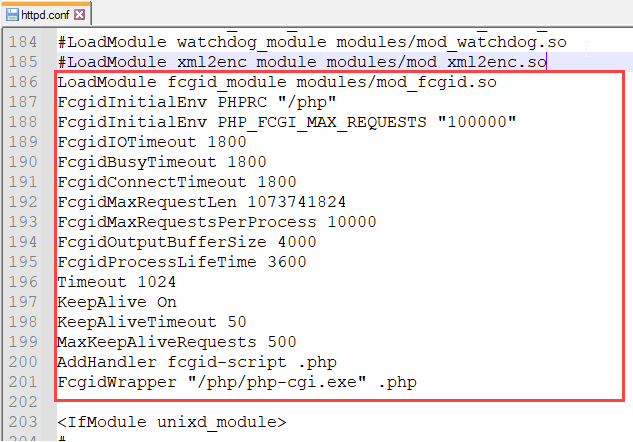 httpd.conf
184 #LoadModule watchdog_module modules/mod_watchdog.so
185 #LoadModule xml2enc module modules/mod xml2enc.so
186 LoadModule fcgid_module modules/mod_fcgid.so
187 FcgidInitialEnv PHPRC "/php"
188 FcgidInitialEnv PHP_FCGI_MAX_REQUESTS "100000"
189 FcgidIOTimeout 1800
190 FcgidBusyTimeout 1800
191 FcgidConnectTimeout 1800
192 FcgidMaxRequestLen 1073741824
193 FcgidMaxRequestsPerProcess 10000
194 FcgidOutputBufferSize 4000
195 FcgidProcessLifeTime 3600
196 Timeout 1024
197 KeepAlive On
198 KeepAliveTimeout 50
199 MaxKeepAliveRequests 500
200 AddHandler fcgid-script .php
201 FcgidWrapper "/php/php-cgi.exe" .php
202
203 <IfModule unixd_module>
204 #